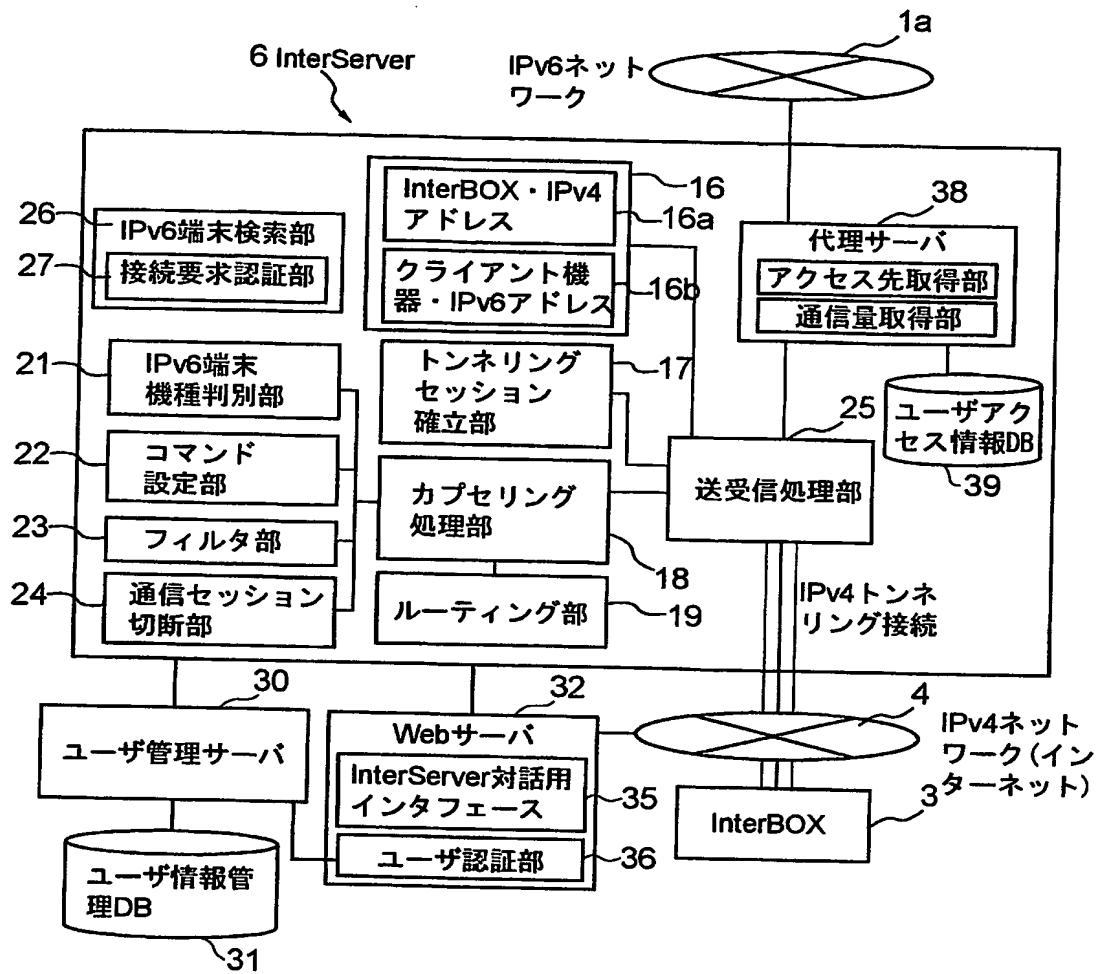 1a
6 InterServer
IPv6ネット
ワーク
InterBOX・IPv4
アドレス
16
16a
クライアント機
器・IPv6アドレス
16b
26
IPv6端末検索部
27
接続要求認証部
38
代理サーバ
アクセス先取得部
通信量取得部
21
IPv6端末
機種判別部
トンネリング
セッション
確立部
17
25
ユーザアク
セス情報DB
39
22
コマンド
設定部
カプセリング
処理部
18
送受信処理部
23
フィルタ部
24
通信セッション
切断部
ルーティング部
19
IPv4トンネ
リング接続
30
ユーザ管理サーバ
32
Webサーバ
InterServer対話用
インタフェース
35
ユーザ認証部
36
4
IPv4ネット
ワーク(イン
ターネット)
InterBOX
3
ユーザ情報管
理DB
31